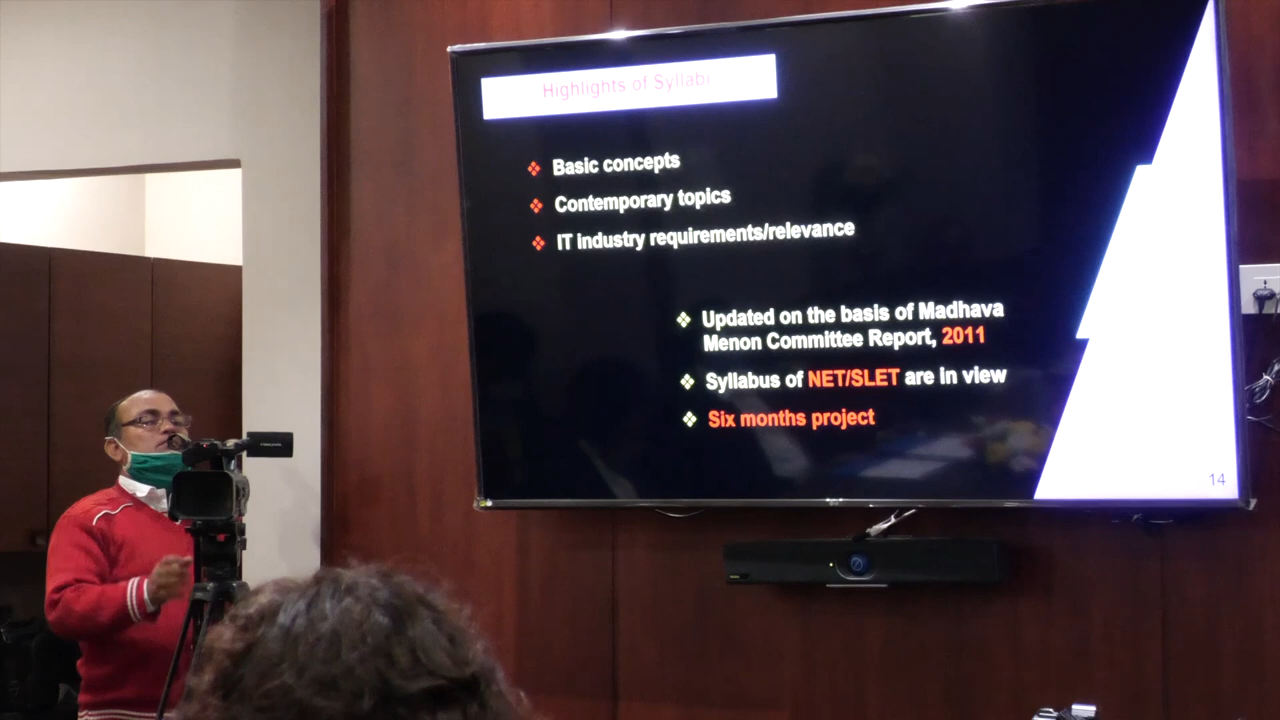 Highlights of Syllabi
Basic concepts
Contemporary topics
IT industry requirements/relevance
Updated on the basis of Madhava
Menon Committee Report, 2011
Syllabus of NET/SLET are in view
Six months project
14